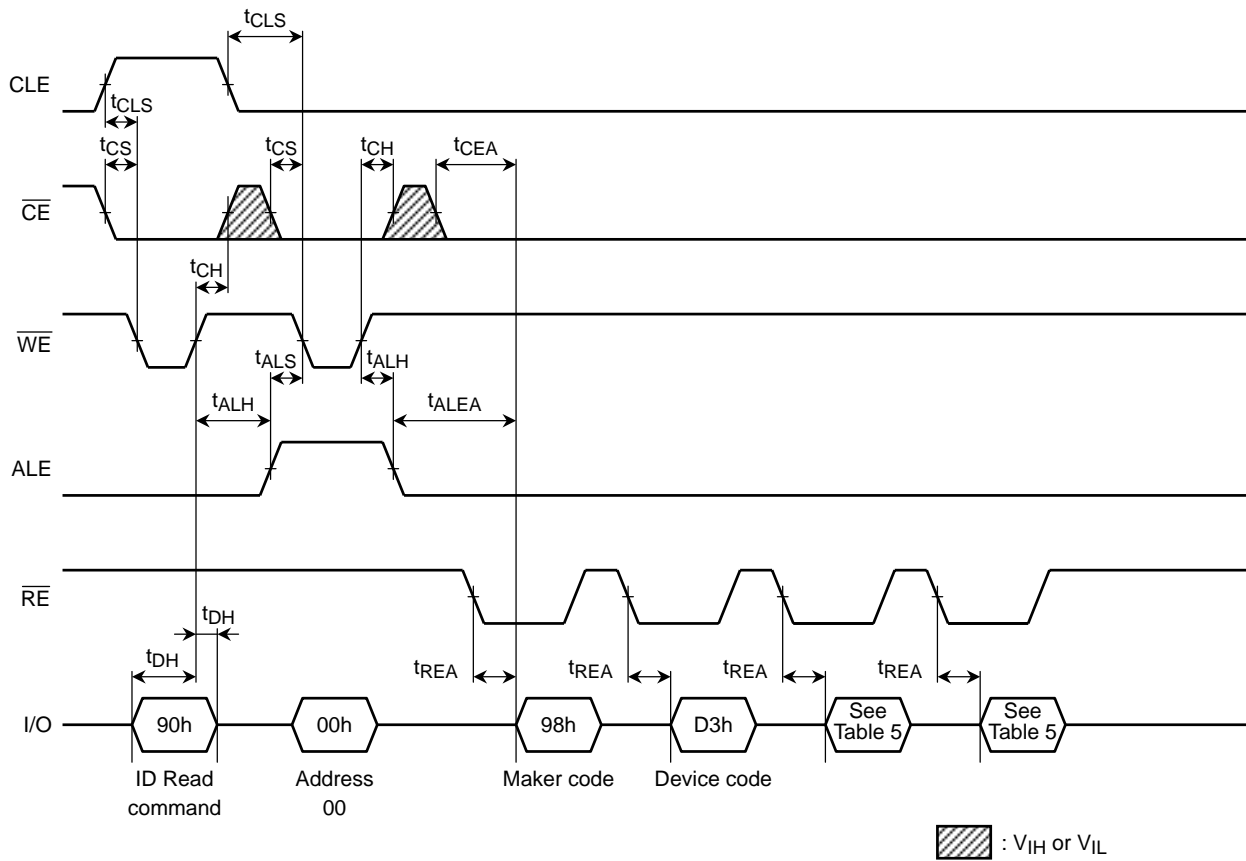 tCLS
CLE
tCLS
tCS tCS tCH tCEA
CE
tCH
WE
tALS tALH
tALH tALEA
ALE
RE
tDH
tDH tREA tREA tREA tREA
I/O 90h 00h 98h D3h See Table 5 See Table 5
ID Read command
Address 00
Maker code
Device code
: VIH or VIL